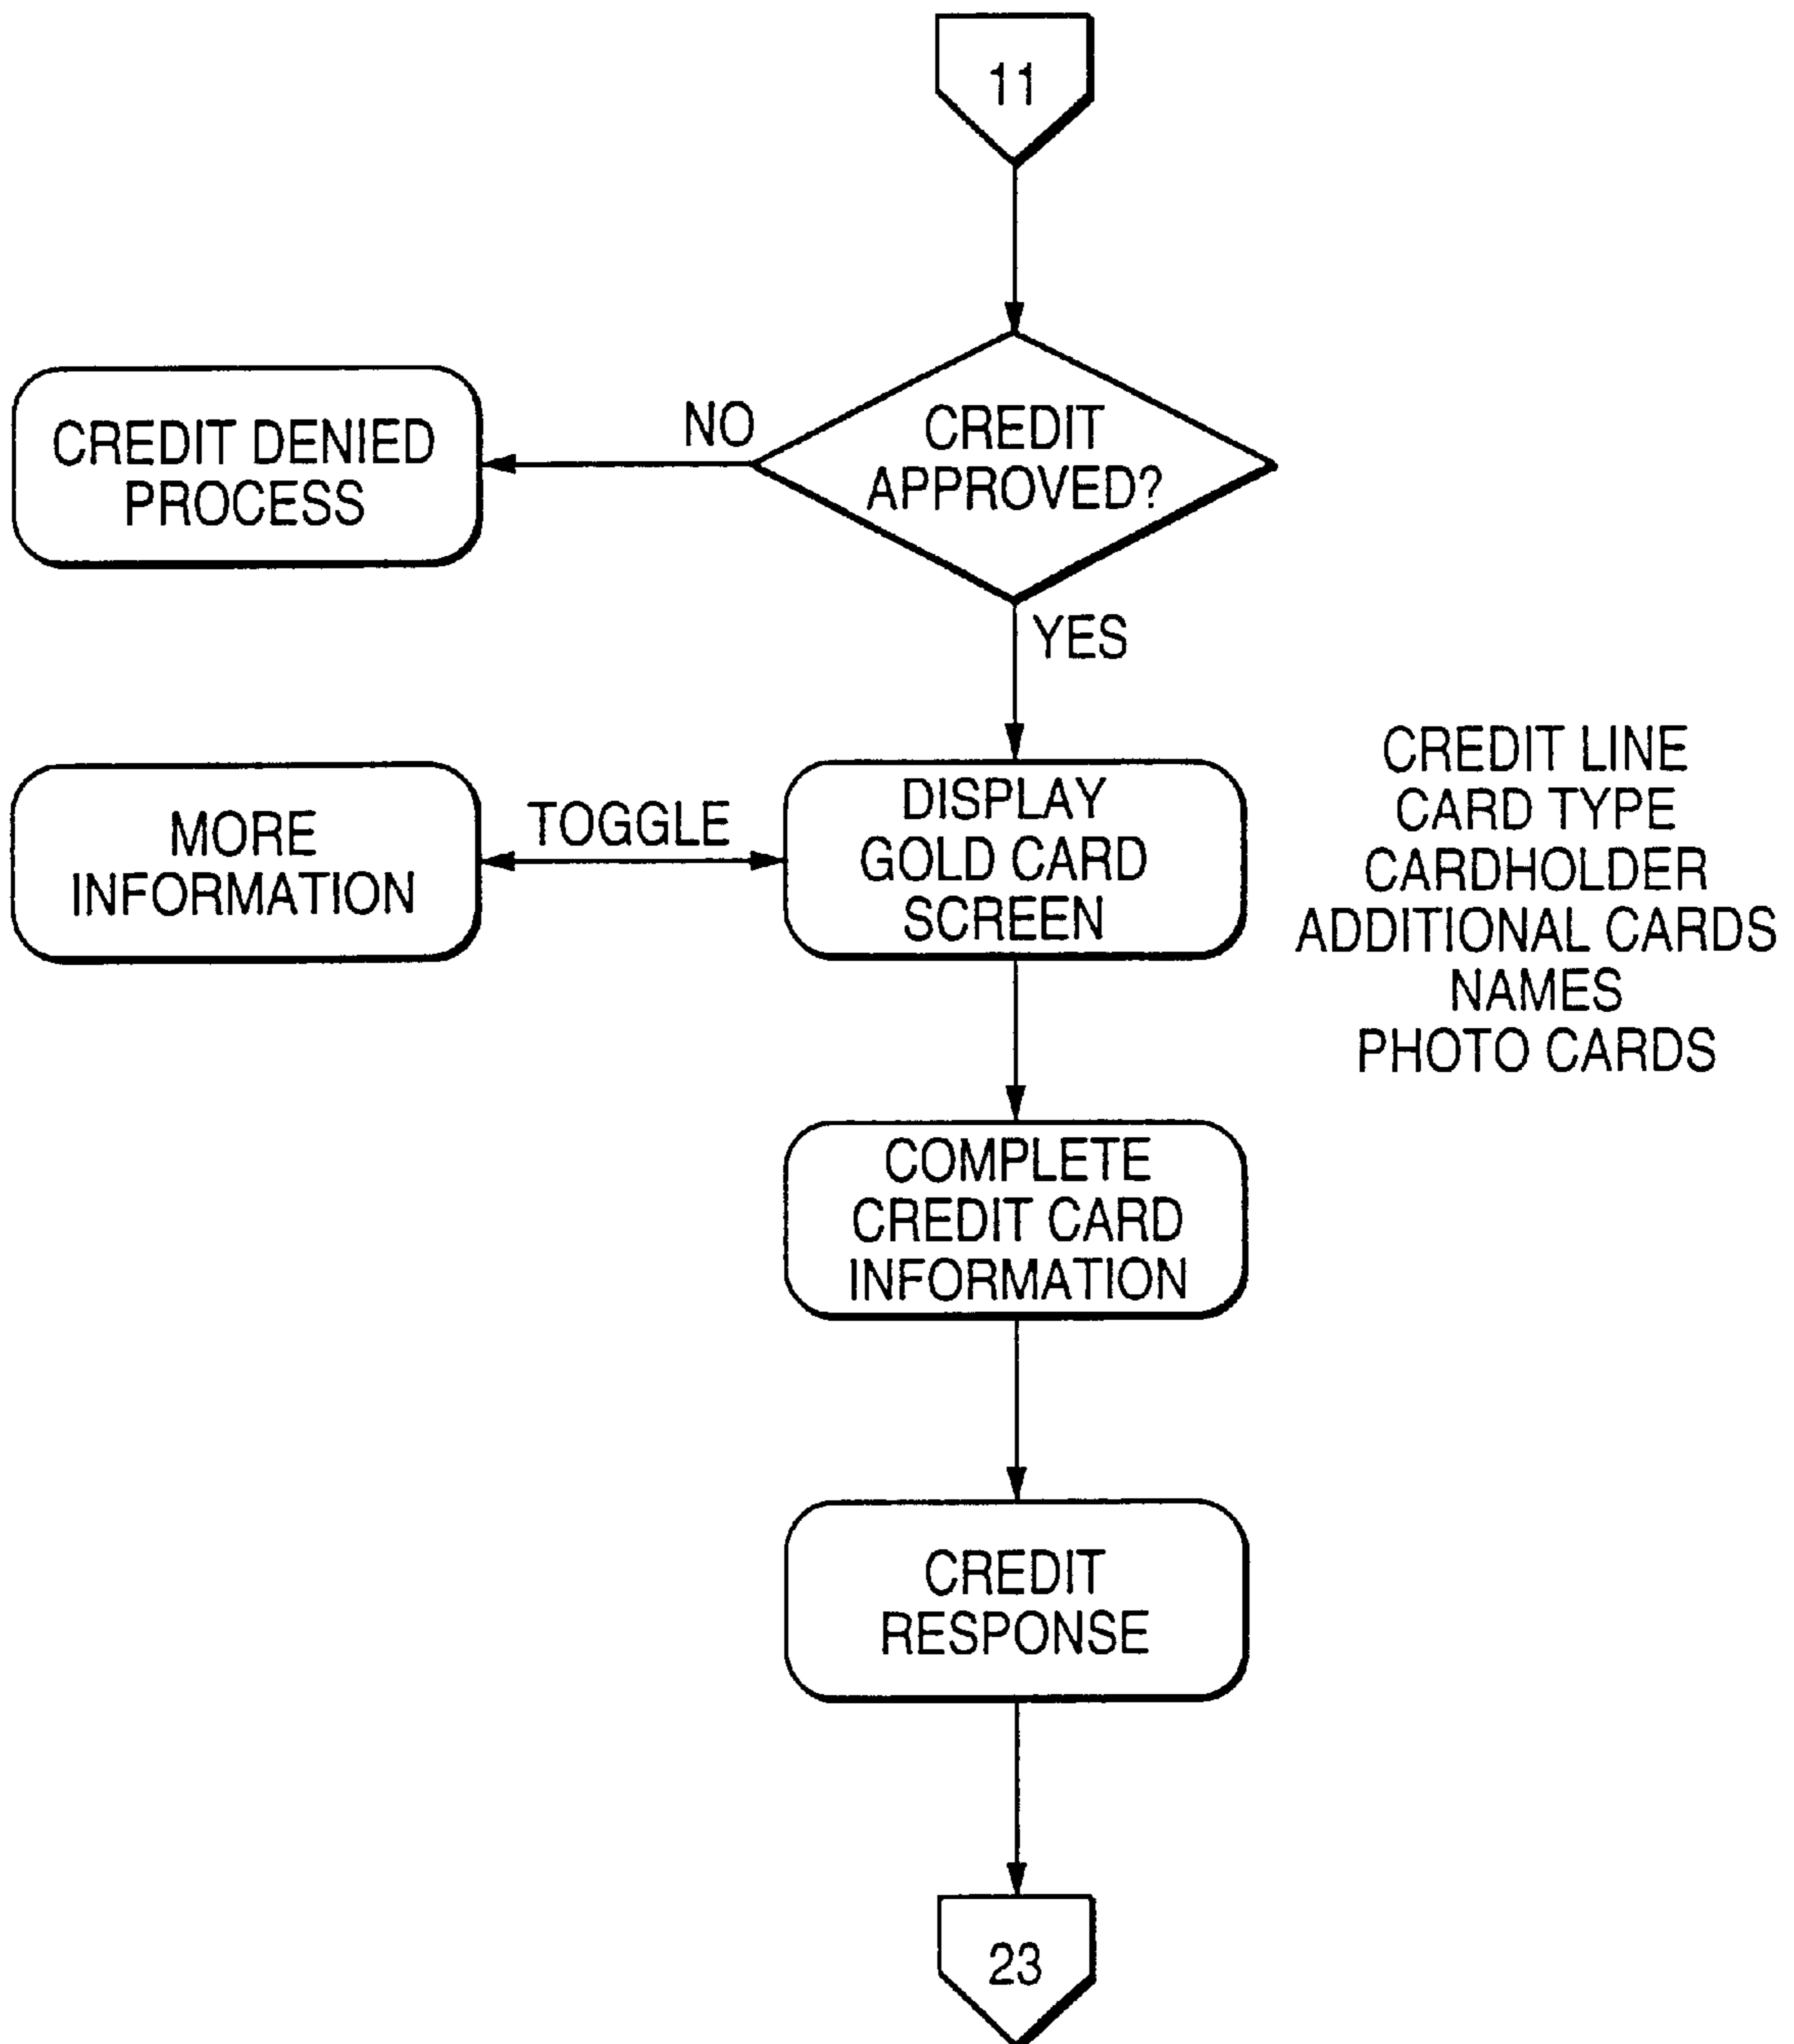 11
NO
CREDIT
APPROVED?
CREDIT DENIED
PROCESS
YES
MORE
INFORMATION
TOGGLE
DISPLAY
GOLD CARD
SCREEN
CREDIT LINE
CARD TYPE
CARDHOLDER
ADDITIONAL CARDS
NAMES
PHOTO CARDS
COMPLETE
CREDIT CARD
INFORMATION
CREDIT
RESPONSE
23